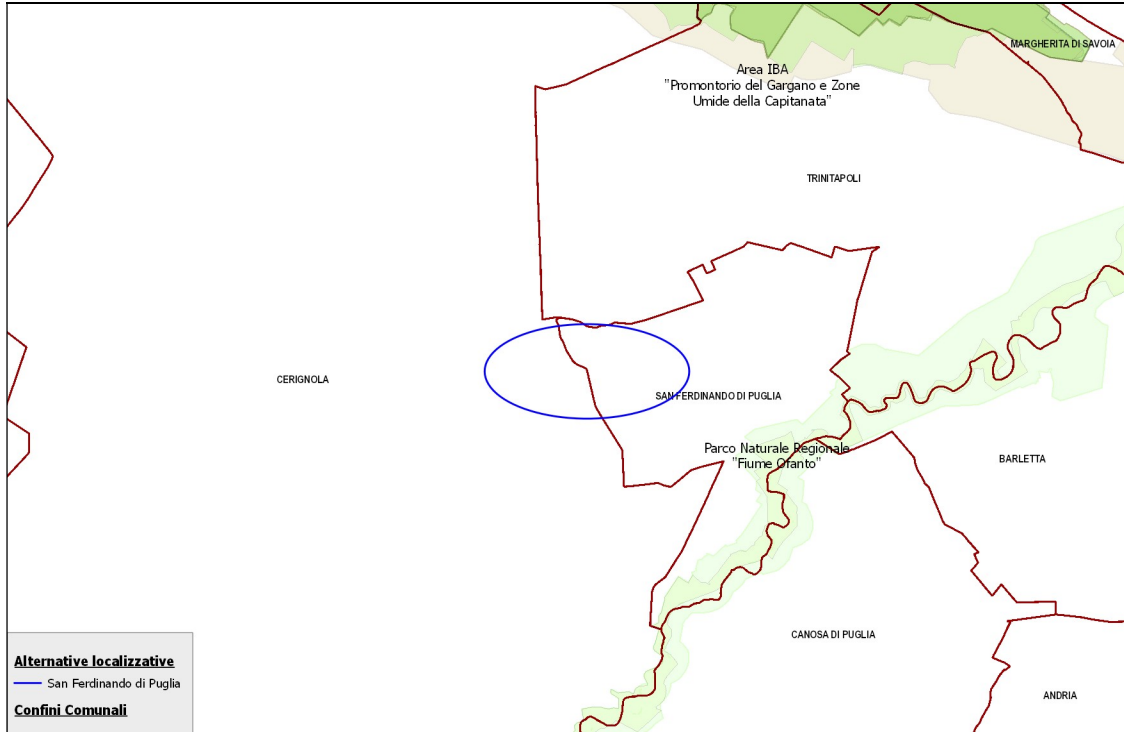 MARGHERITA DI SAVOIA
Area IBA
"Promontorio del Gargano e Zone
Umide della Capitanata"
TRINITAPOLI
CERIGNOLA
SAN FERDINANDO DI PUGLIA
Parco Naturale Regionale
"Fiume Ofanto"
BARLETTA
CANOSA DI PUGLIA
ANDRIA
Alternative localizzative
San Ferdinando di Puglia
Confini Comunali